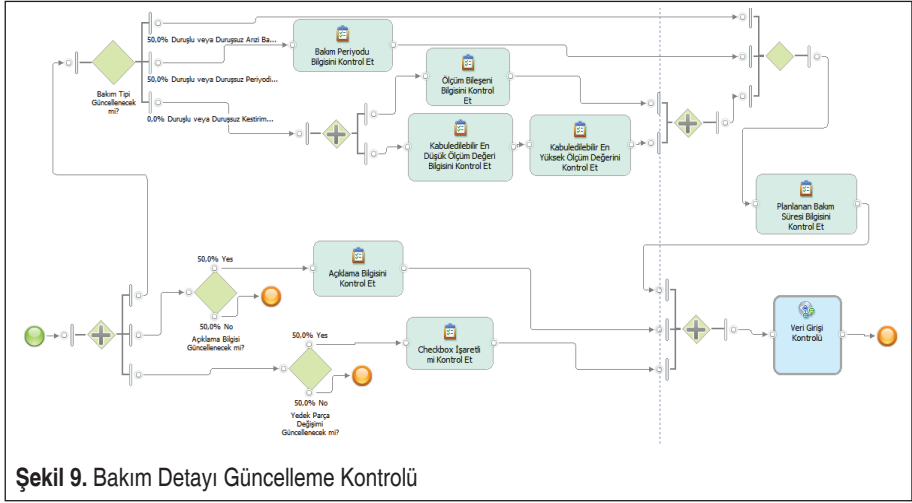 50,0% Duruşlu veya Duruşsuz Arızi Ba...
Bakım Periyodu
Bilgisini Kontrol Et
50,0% Duruşlu veya Duruşsuz Periyodi...
Bakım Tipi
Güncellenecek
mi?
0,0% Duruşlu veya Duruşsuz Kestirim...
Ölçüm Bileşeni
Bilgisini Kontrol
Et
Kabuledilebilir En
Düşük Ölçüm Değeri
Bilgisini Kontrol Et
Kabuledilebilir En
Yüksek Ölçüm Değerini
Kontrol Et
Planlanan Bakım
Süresi Bilgisini
Kontrol Et
50,0% Yes
Açıklama Bilgisini
Kontrol Et
50,0% No
Açıklama Bilgisi
Güncellenecek mi?
50,0% Yes
Checkbox İşaretli
mi Kontrol Et
50,0% No
Yedek Parça
Değişimi
Güncellenecek mi?
Veri Girişi
Kontrolü
Şekil 9. Bakım Detayı Güncelleme Kontrolü